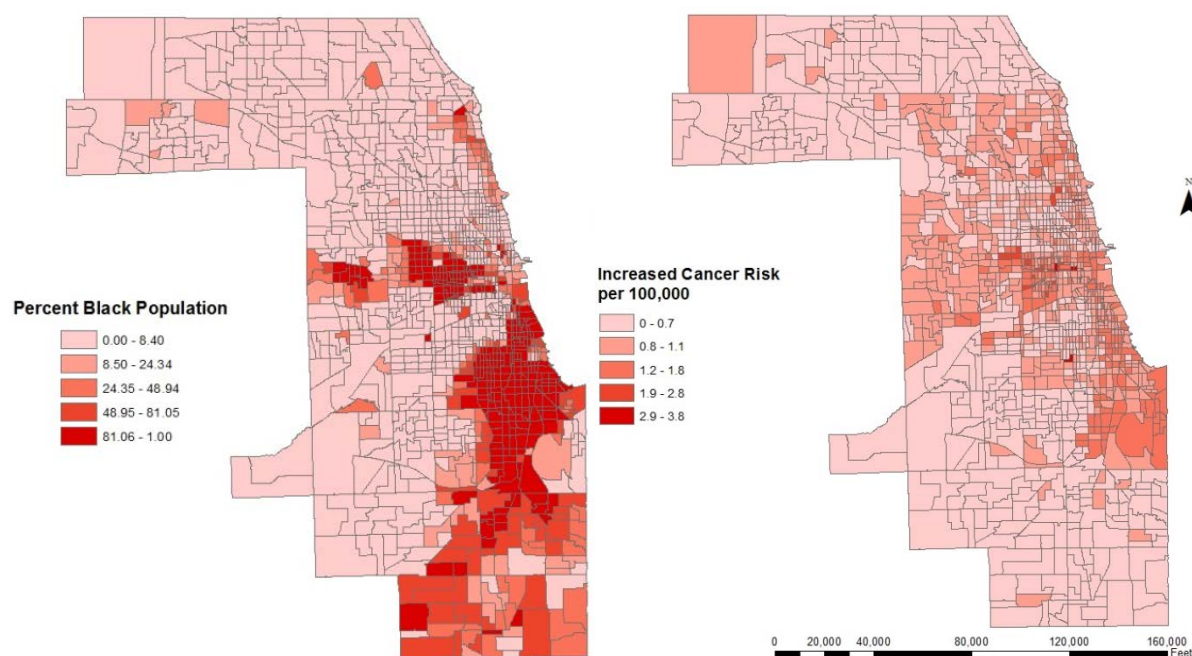 Percent Black Population
0.00 - 8.40
8.50 - 24.34
24.35 - 48.94
48.95 - 81.05
81.06 - 1.00
Increased Cancer Risk
per 100,000
0 - 0.7
0.8 - 1.1
1.2 - 1.8
1.9 - 2.8
2.9 - 3.8
N
0 20,000 40,000 80,000 120,000 160,000
Feet